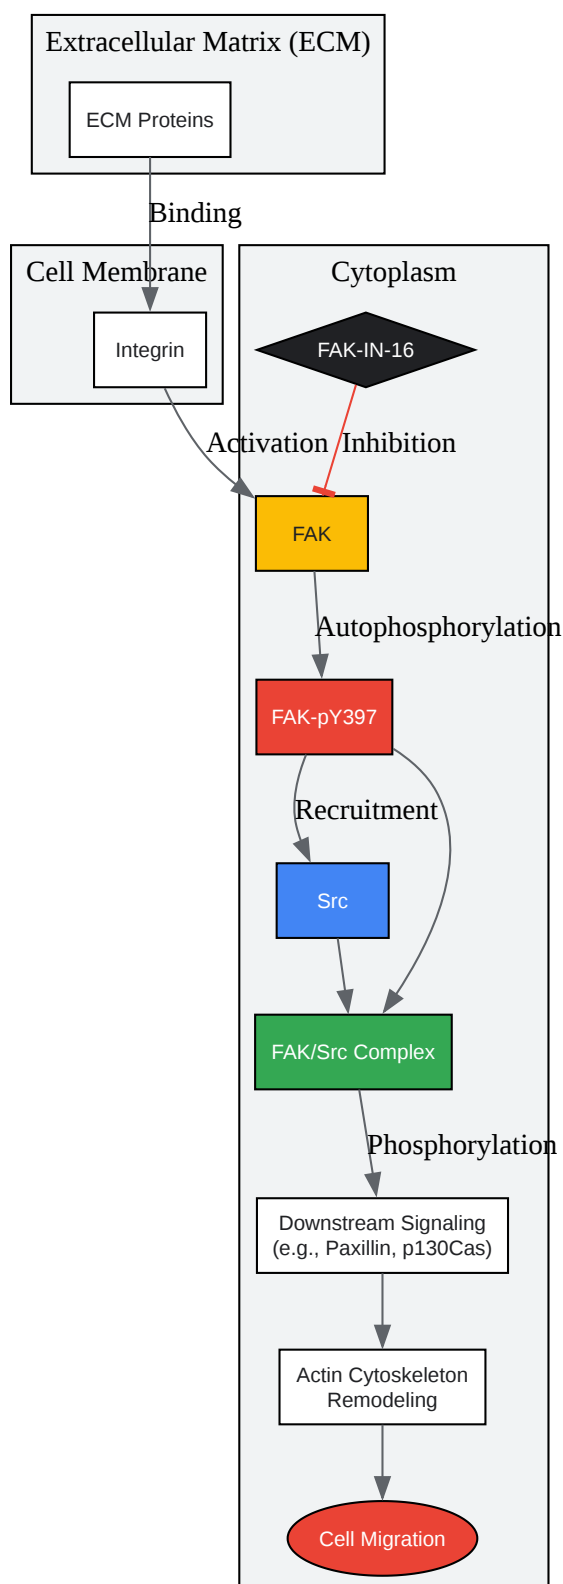 Extracellular Matrix (ECM)
ECM Proteins
Binding
Cell Membrane
Cytoplasm
Integrin
FAK-IN-16
Activation
Inhibition
FAK
Autophosphorylation
FAK-pY397
Recruitment
Src
FAK/Src Complex
Phosphorylation
Downstream Signaling
(e.g., Paxillin, p130Cas)
Actin Cytoskeleton
Remodeling
Cell Migration